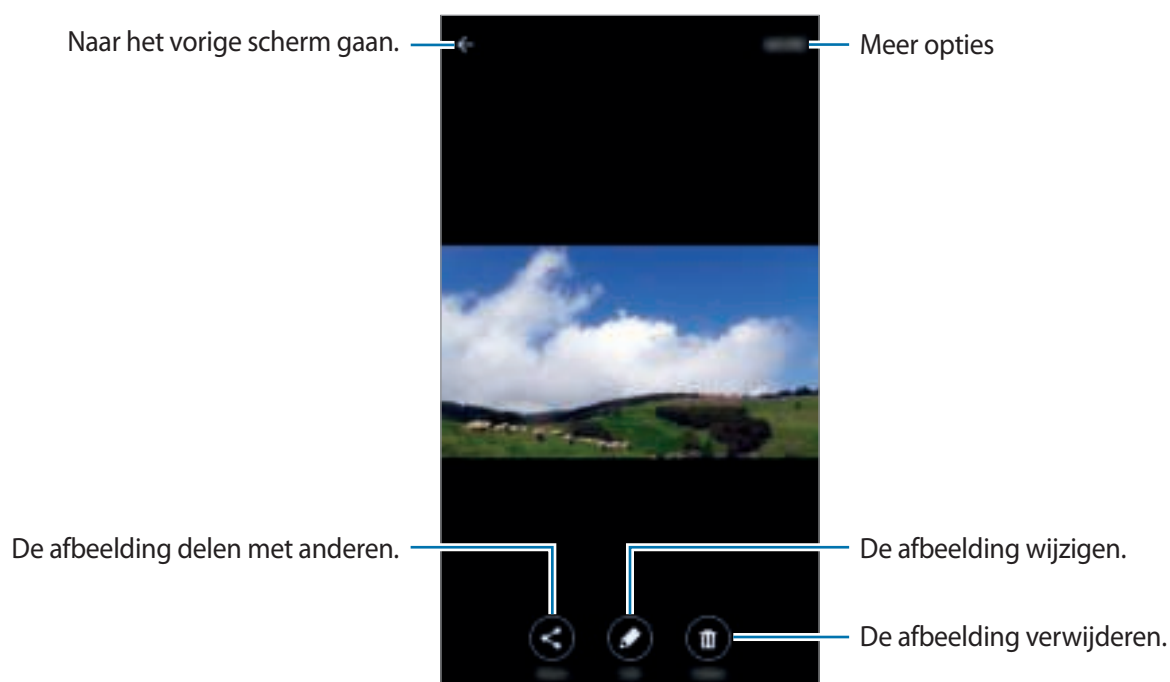 Naar het vorige scherm gaan.
Meer opties
De afbeelding delen met anderen.
De afbeelding wijzigen.
De afbeelding verwijderen.